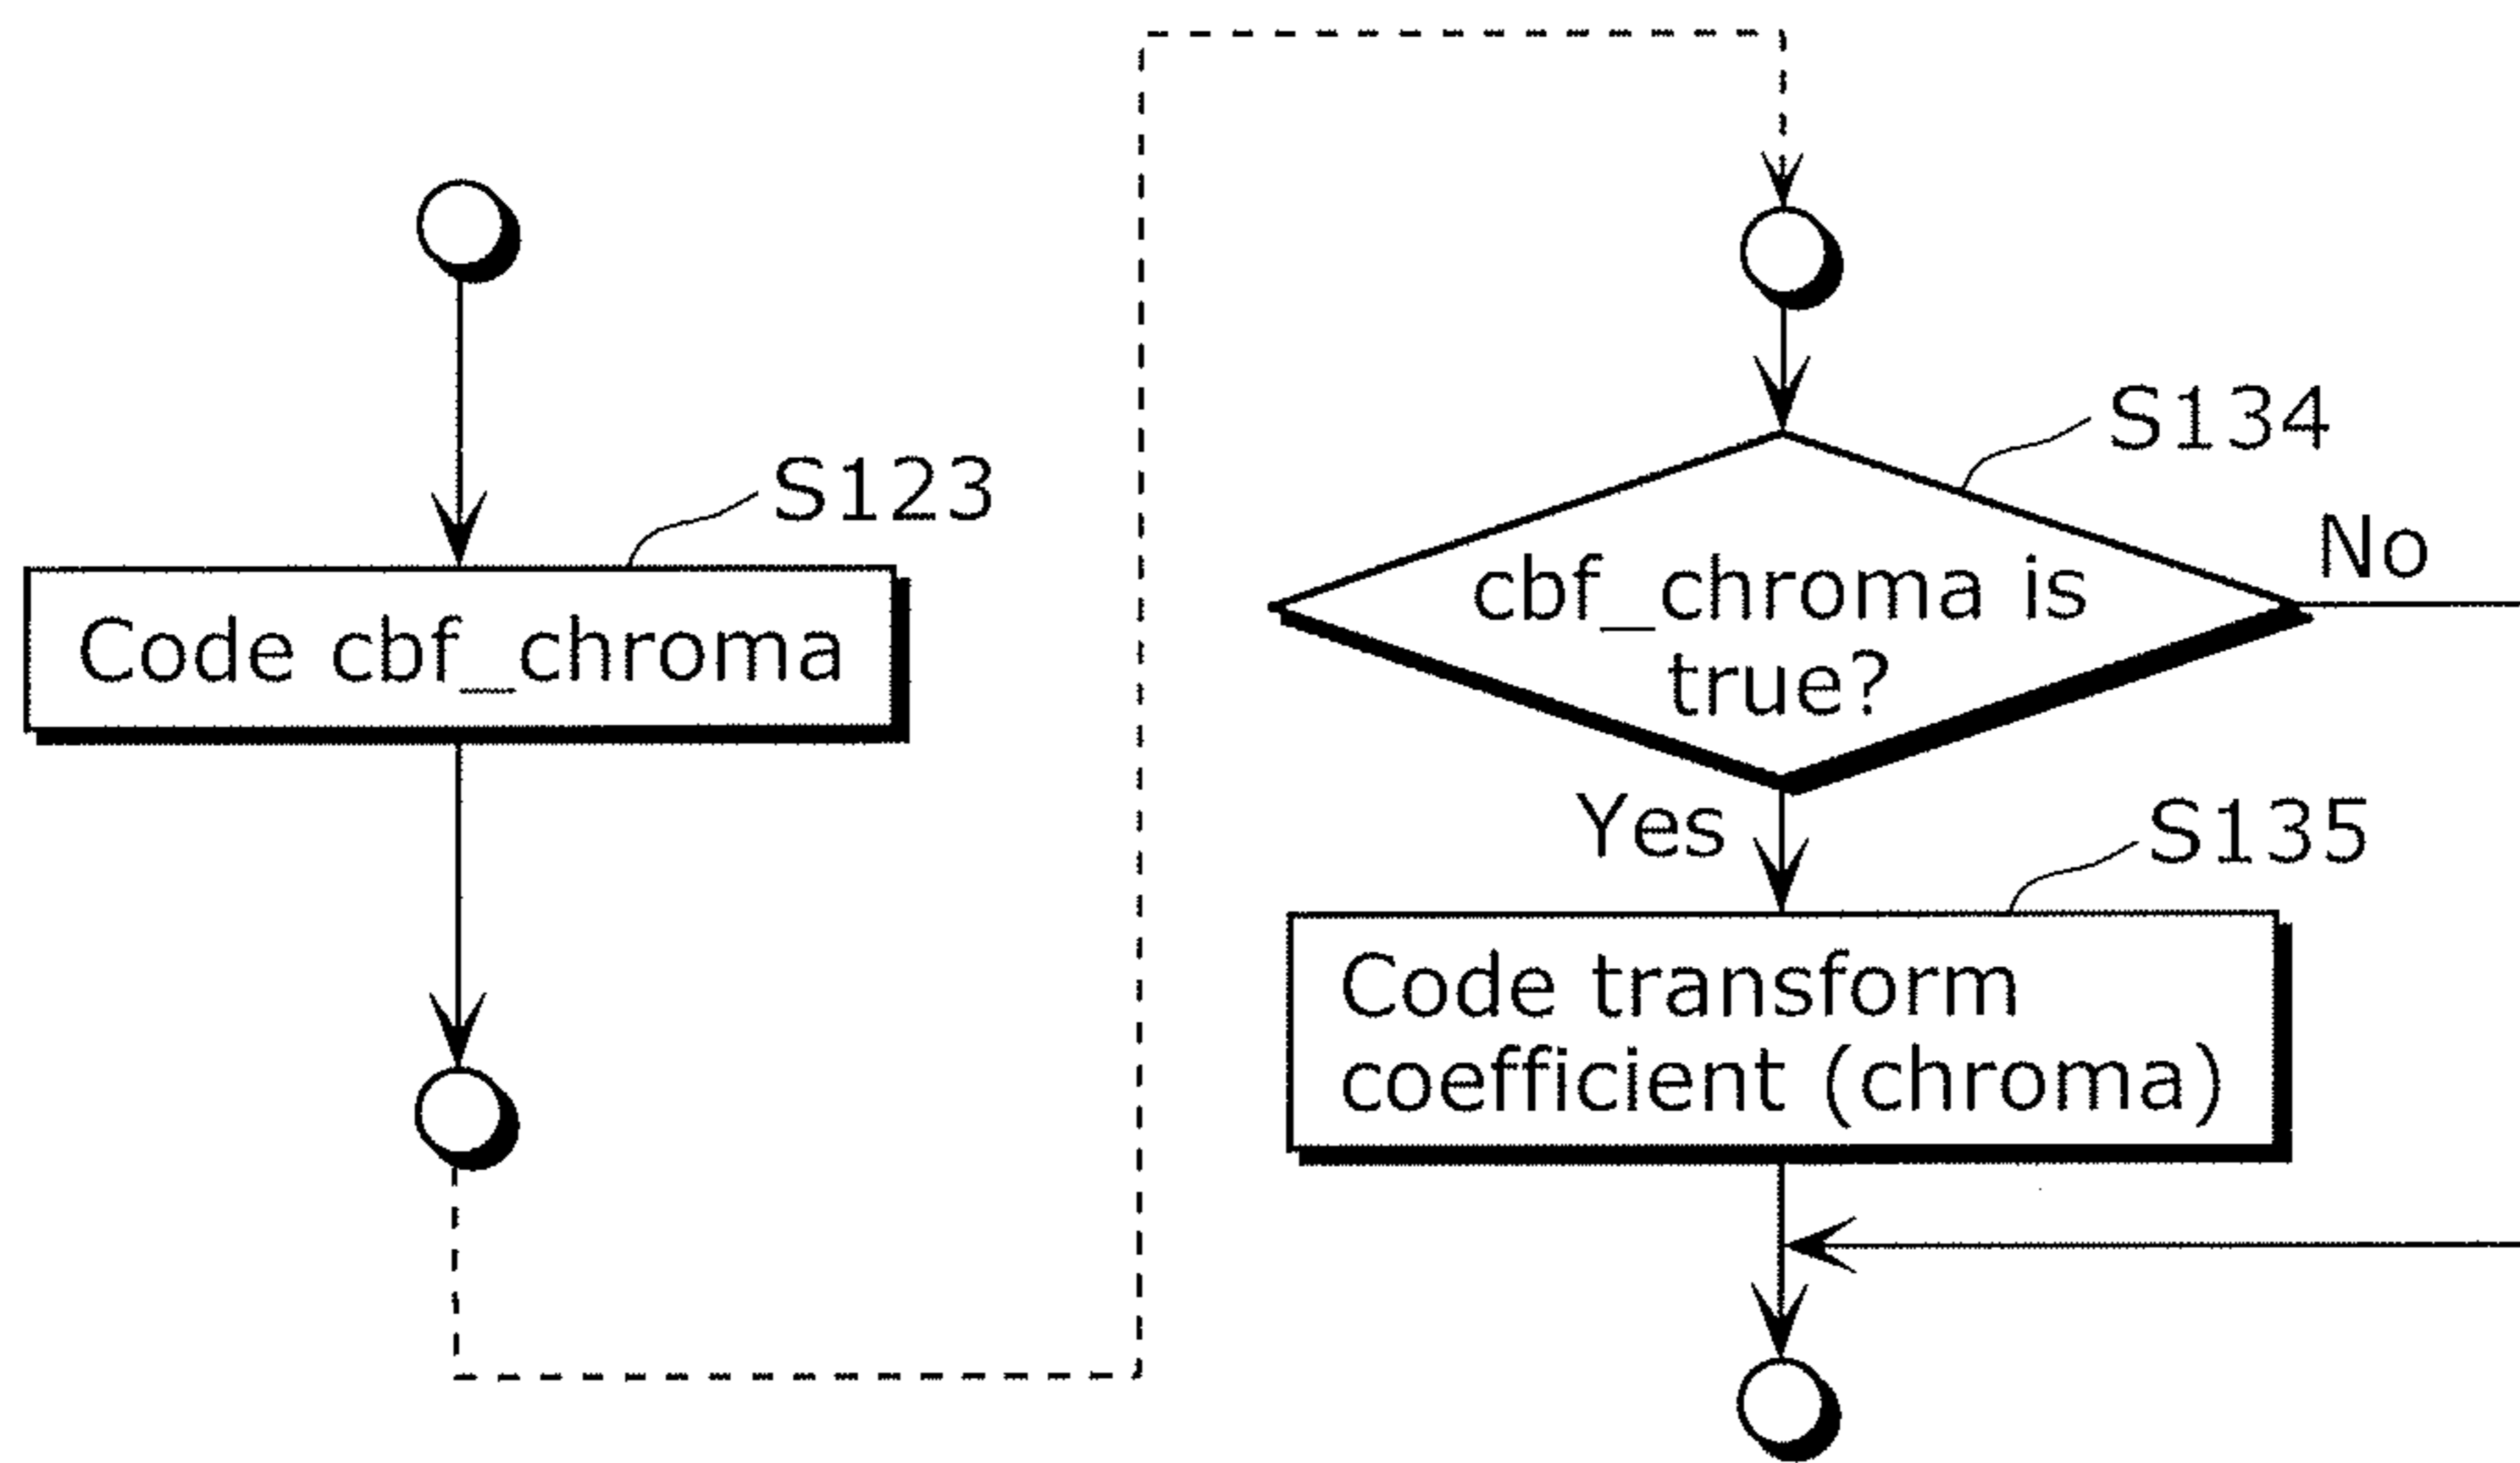 S123
Code cbf_chroma
S134
cbf_chroma is
true?
No
Yes
S135
Code transform
coefficient (chroma)